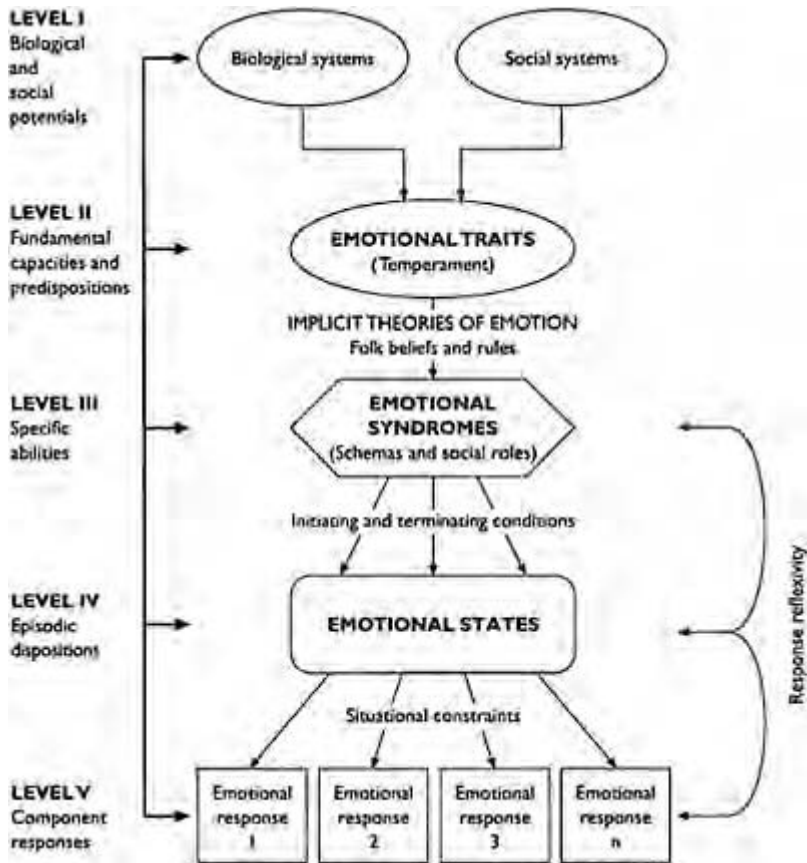 LEVEL I
Biological
and
social
potentials
Biological systems
Social systems
LEVEL II
Fundamental
capacities and
predispositions
EMOTIONAL TRAITS
(Temperament)
IMPLICIT THEORIES OF EMOTION
Folk beliefs and rules
LEVEL III
Specific
abilities
EMOTIONAL
SYNDROMES
(Schemas and social roles)
Initiating and terminating conditions
LEVEL IV
Episodic
dispositions
EMOTIONAL STATES
Response reflexivity
Situational constraints
LEVEL V
Component
responses
Emotional
response
1
Emotional
response
2
Emotional
response
3
Emotional
response
n